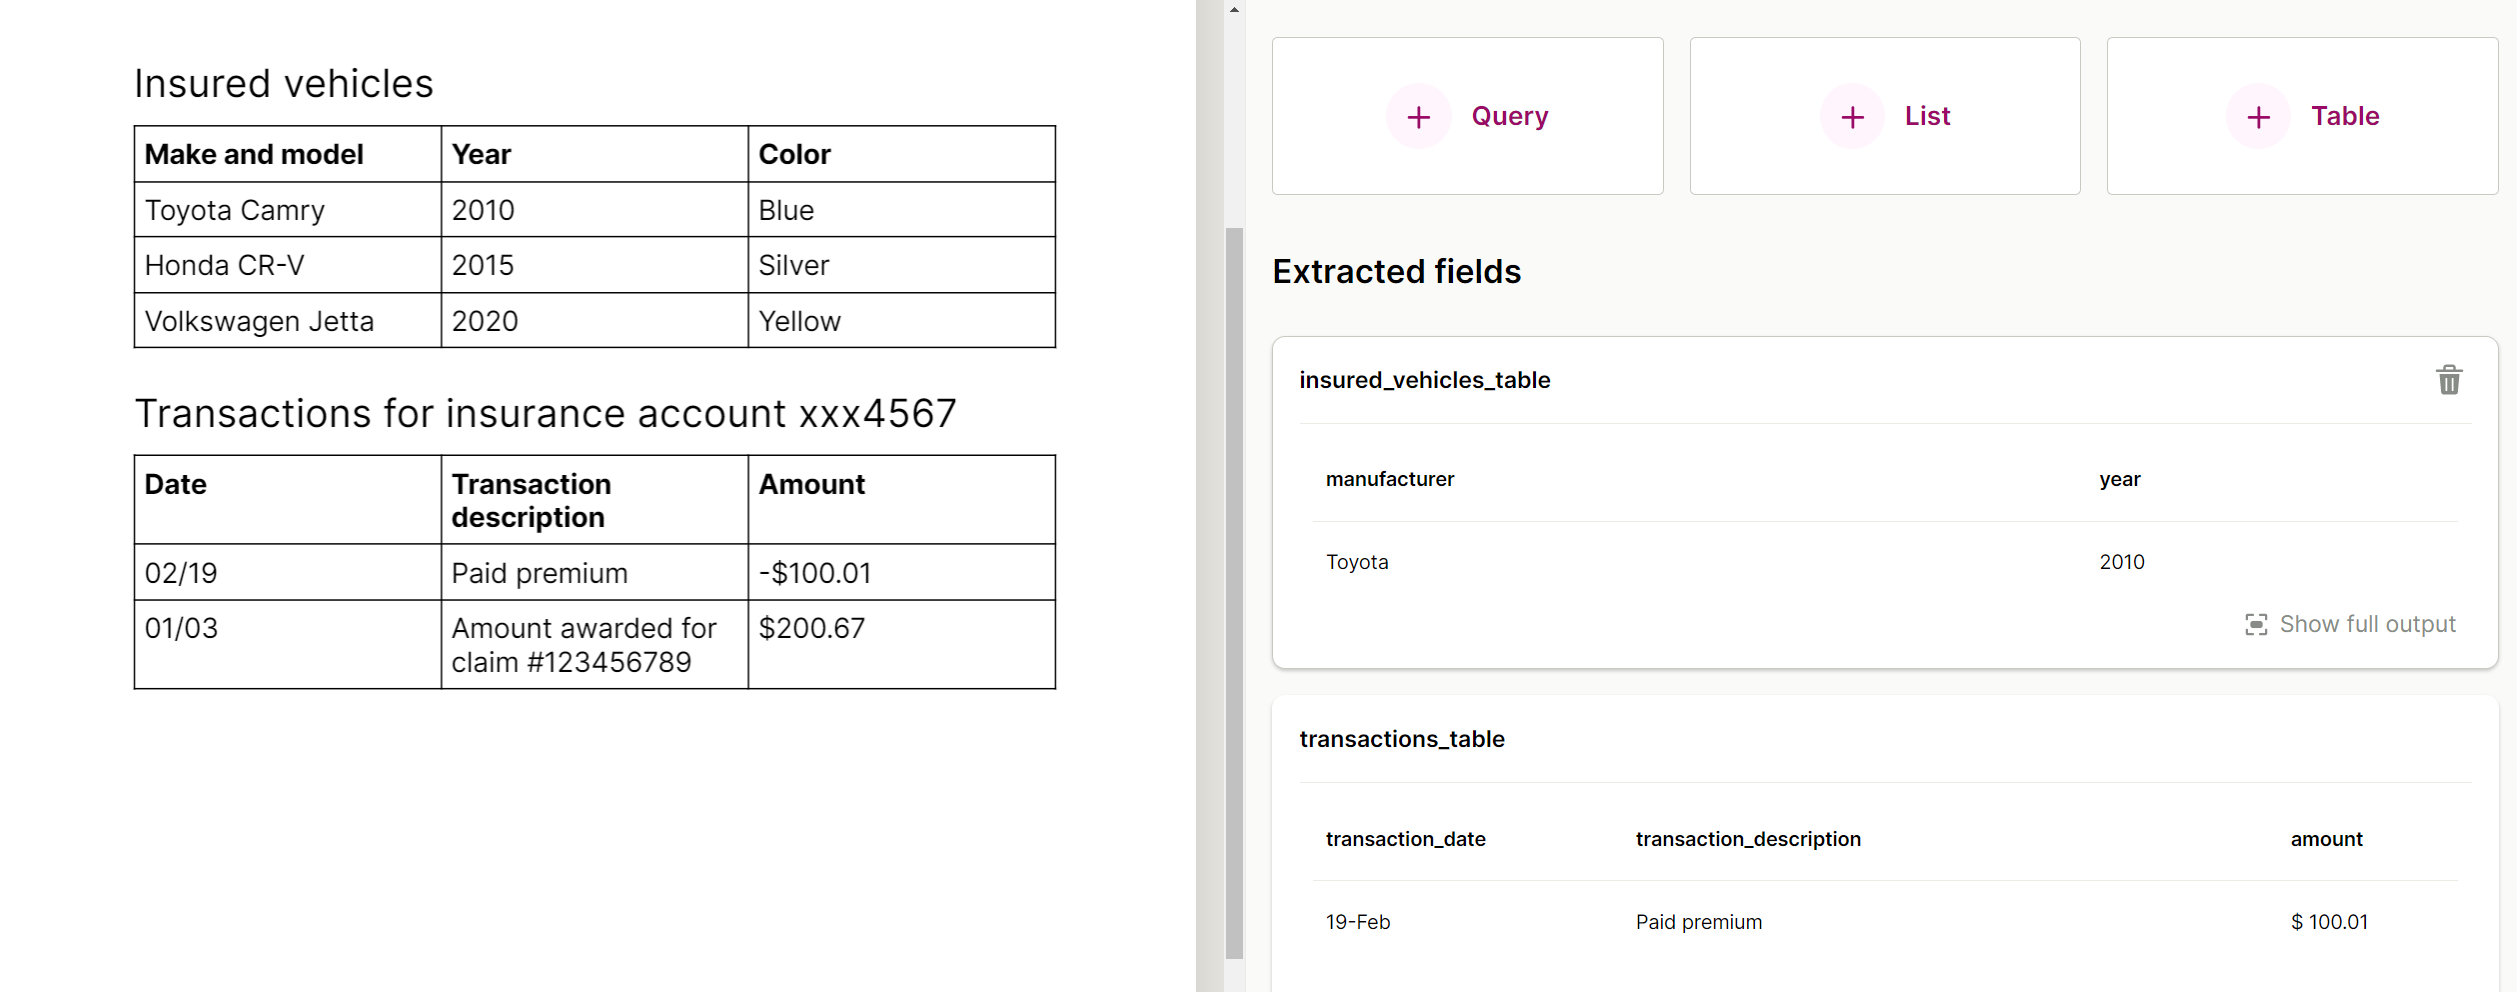 Insured vehicles
Make and model Year Color
Toyota Camry 2010 Blue
Honda CR-V 2015 Silver
Volkswagen Jetta 2020 Yellow
Transactions for insurance account xxx4567
Date Transaction description Amount
02/19 Paid premium -$100.01
01/03 Amount awarded for claim #123456789 $200.67
Query List Table
Extracted fields
insured_vehicles_table
manufacturer year
Toyota 2010
Show full output
transactions_table
transaction_date transaction_description amount
19-Feb Paid premium $ 100.01